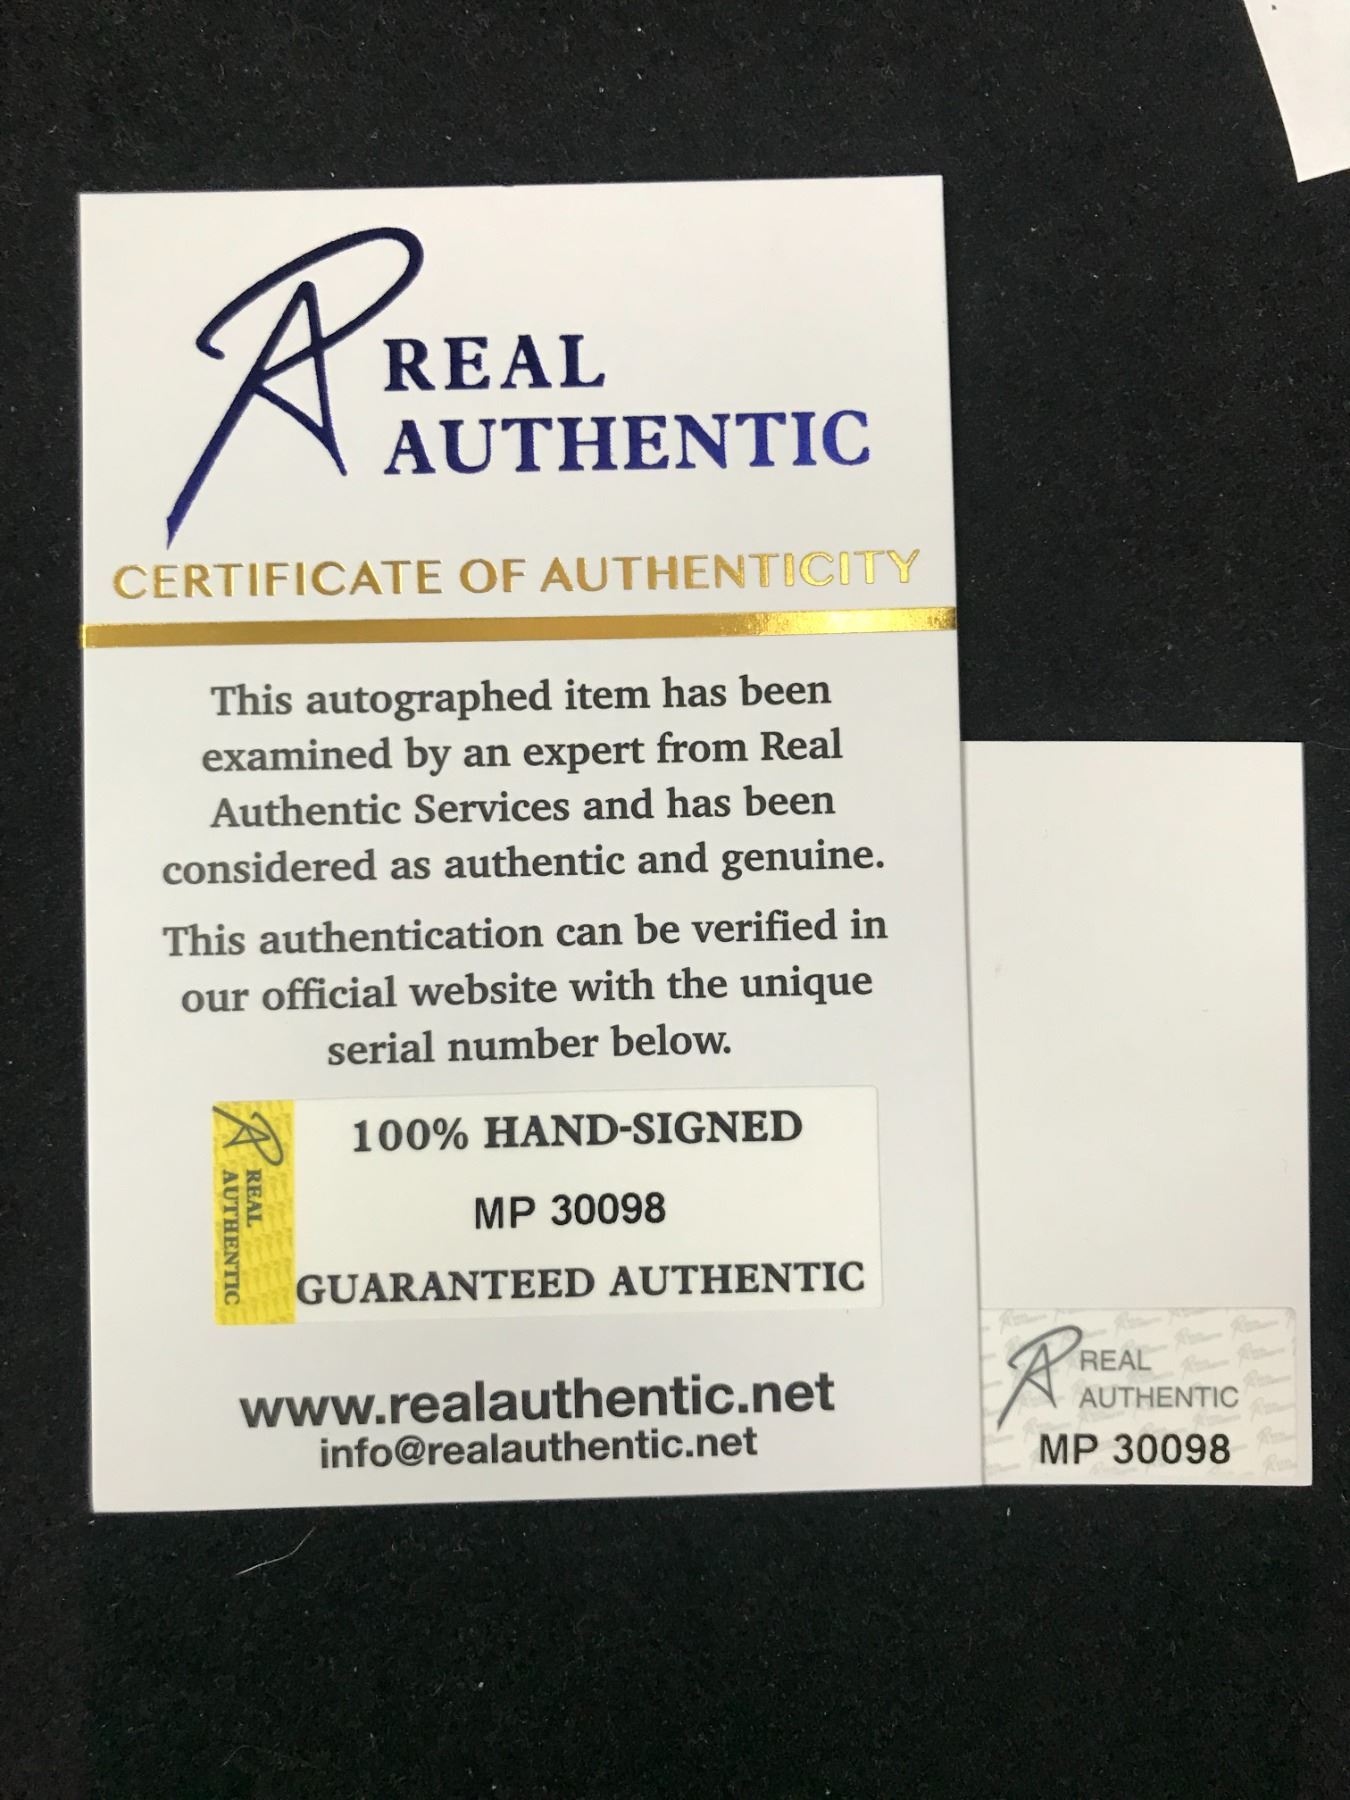 REAL
AUTHENTIC
CERTIFICATE OF AUTHENTICITY
This autographed item has been
examined by an expert from Real
Authentic Services and has been
considered as authentic and genuine.
This authentication can be verified in
our official website with the unique
serial number below.
REAL
AUTHENTIC
100% HAND-SIGNED
MP 30098
GUARANTEED AUTHENTIC
www.realauthentic.net
info@realauthentic.net
REAL
AUTHENTIC
MP 30098